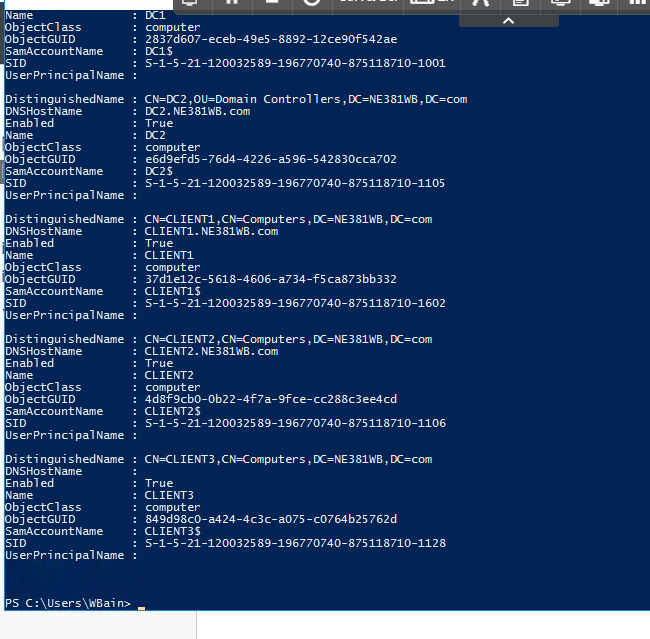 Name             : DC1
ObjectClass      : computer
ObjectGUID       : 2837d607-eceb-49e5-8892-12ce90f542ae
SamAccountName   : DC1$
SID              : S-1-5-21-120032589-196770740-875118710-1001
UserPrincipalName :
DistinguishedName : CN=DC2,OU=Domain Controllers,DC=NE381WB,DC=com
DNSHostName      : DC2.NE381WB.com
Enabled          : True
Name             : DC2
ObjectClass      : computer
ObjectGUID       : e6d9efd5-76d4-4226-a596-542830cca702
SamAccountName   : DC2$
SID              : S-1-5-21-120032589-196770740-875118710-1105
UserPrincipalName :
DistinguishedName : CN=CLIENT1,CN=Computers,DC=NE381WB,DC=com
DNSHostName      : CLIENT1.NE381WB.com
Enabled          : True
Name             : CLIENT1
ObjectClass      : computer
ObjectGUID       : 37d1e12c-5618-4606-a734-f5ca873bb332
SamAccountName   : CLIENT1$
SID              : S-1-5-21-120032589-196770740-875118710-1602
UserPrincipalName :
DistinguishedName : CN=CLIENT2,CN=Computers,DC=NE381WB,DC=com
DNSHostName      : CLIENT2.NE381WB.com
Enabled          : True
Name             : CLIENT2
ObjectClass      : computer
ObjectGUID       : 4d8f9cb0-0b22-4f7a-9fce-cc288c3ee4cd
SamAccountName   : CLIENT2$
SID              : S-1-5-21-120032589-196770740-875118710-1106
UserPrincipalName :
DistinguishedName : CN=CLIENT3,CN=Computers,DC=NE381WB,DC=com
DNSHostName      :
Enabled          : True
Name             : CLIENT3
ObjectClass      : computer
ObjectGUID       : 849d98c0-a424-4c3c-a075-c0764b25762d
SamAccountName   : CLIENT3$
SID              : S-1-5-21-120032589-196770740-875118710-1128
UserPrincipalName :
PS C:\Users\WBain>